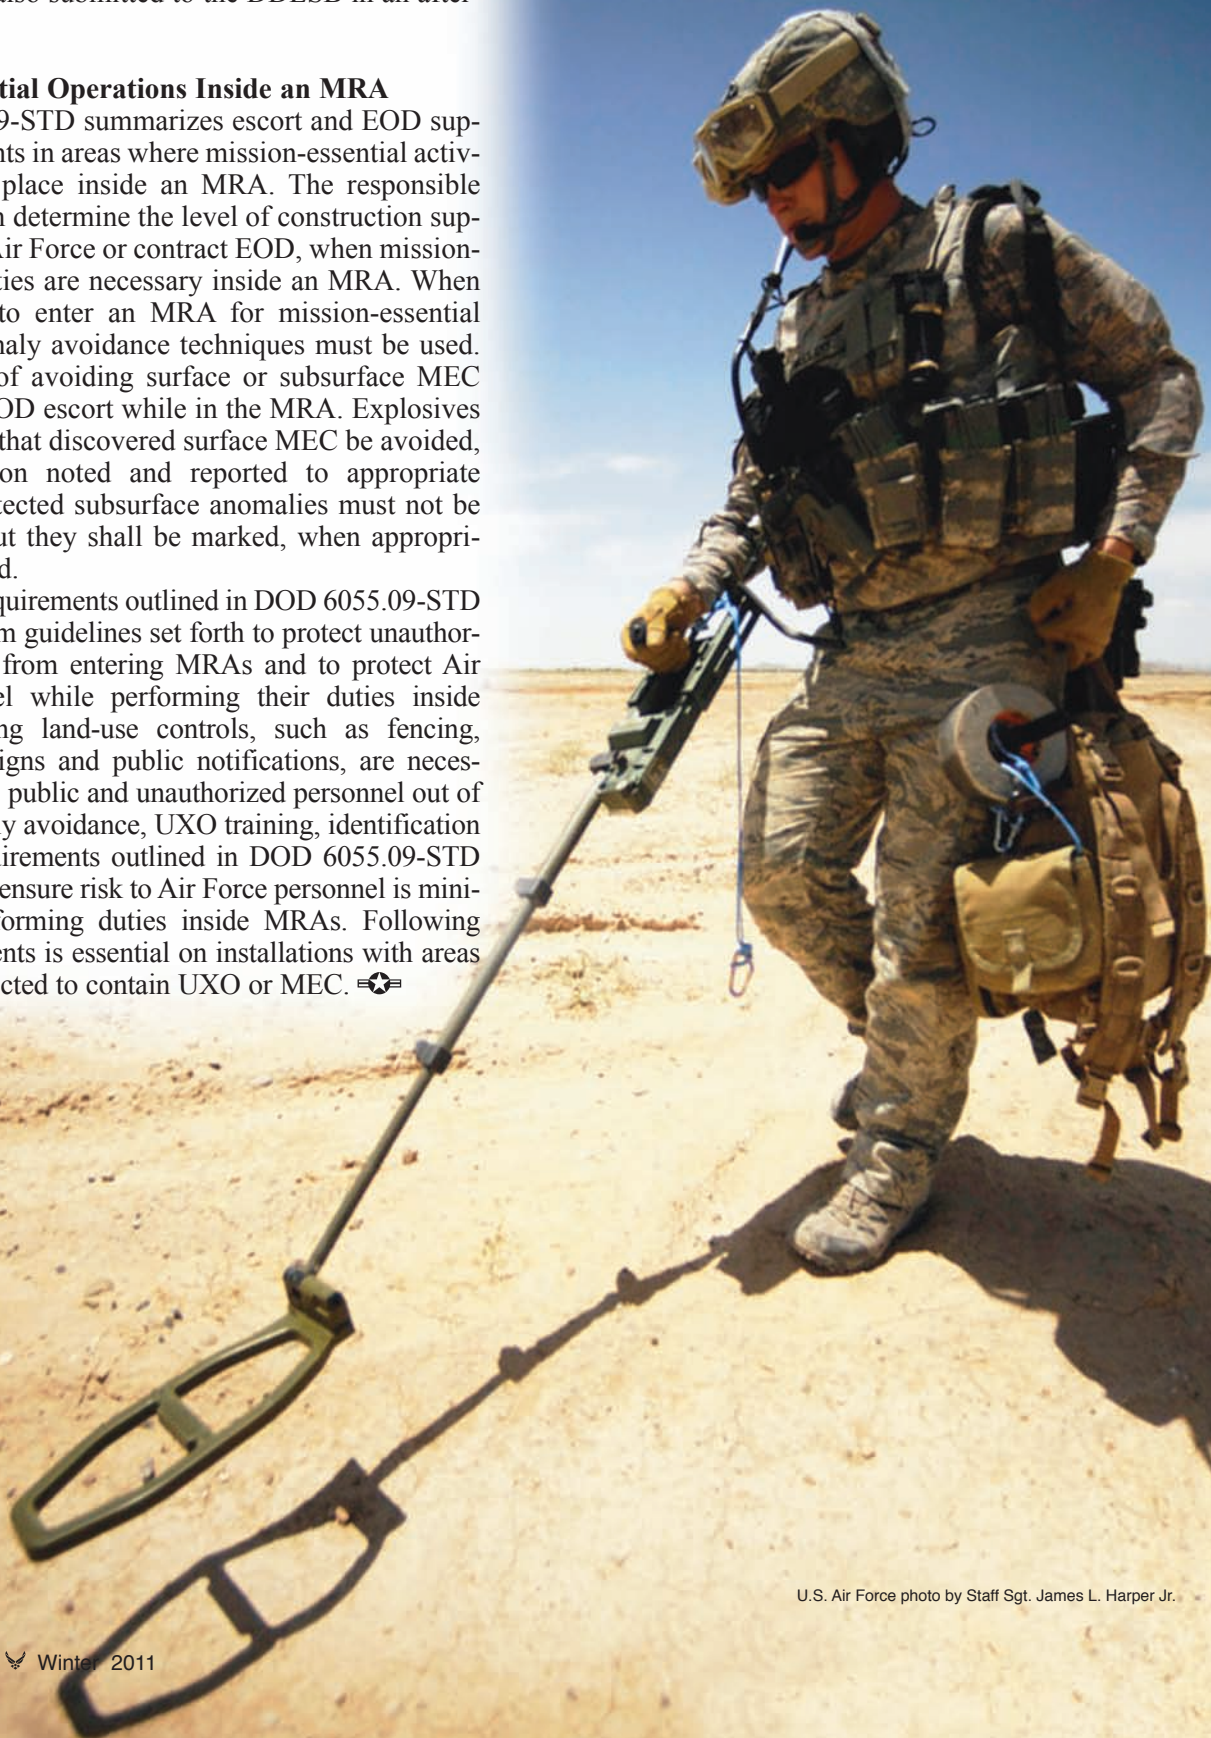 also submitted to the DDESB in an after-
tial Operations Inside an MRA
9-STD summarizes escort and EOD sup-
nts in areas where mission-essential activ-
place inside an MRA. The responsible
n determine the level of construction sup-
Air Force or contract EOD, when mission-
ties are necessary inside an MRA. When
to enter an MRA for mission-essential
naly avoidance techniques must be used.
of avoiding surface or subsurface MEC
OD escort while in the MRA. Explosives
that discovered surface MEC be avoided,
on noted and reported to appropriate
tected subsurface anomalies must not be
ut they shall be marked, when appropri-
d.
quirements outlined in DOD 6055.09-STD
m guidelines set forth to protect unauthor-
from entering MRAs and to protect Air
el while performing their duties inside
ng land-use controls, such as fencing,
igns and public notifications, are neces-
public and unauthorized personnel out of
ly avoidance, UXO training, identification
uirements outlined in DOD 6055.09-STD
ensure risk to Air Force personnel is mini-
forming duties inside MRAs. Following
ents is essential on installations with areas
cted to contain UXO or MEC.
U.S. Air Force photo by Staff Sgt. James L. Harper Jr.
Winter 2011